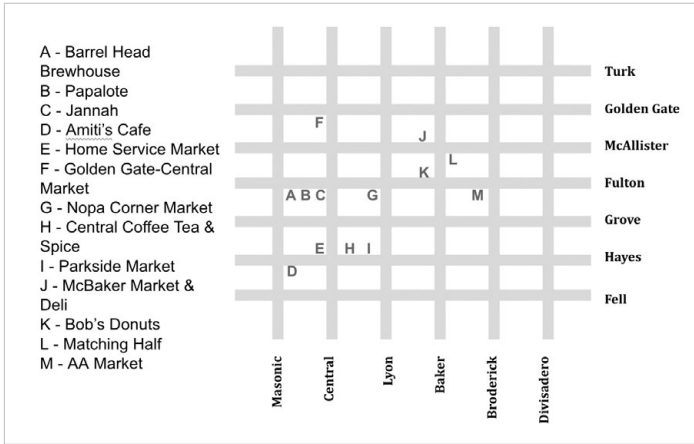 A - Barrel Head
Brewhouse
B - Papalote
C - Jannah
D - Amiti's Cafe
E - Home Service Market
F - Golden Gate-Central
Market
G - Nopa Corner Market
H - Central Coffee Tea &
Spice
I - Parkside Market
J - McBaker Market &
Deli
K - Bob's Donuts
L - Matching Half
M - AA Market
Turk
Golden Gate
F
J
McAllister
L
K
Fulton
A B C G M
Grove
E H I
Hayes
D
Fell
Masonic
Central
Lyon
Baker
Broderick
Divisadero